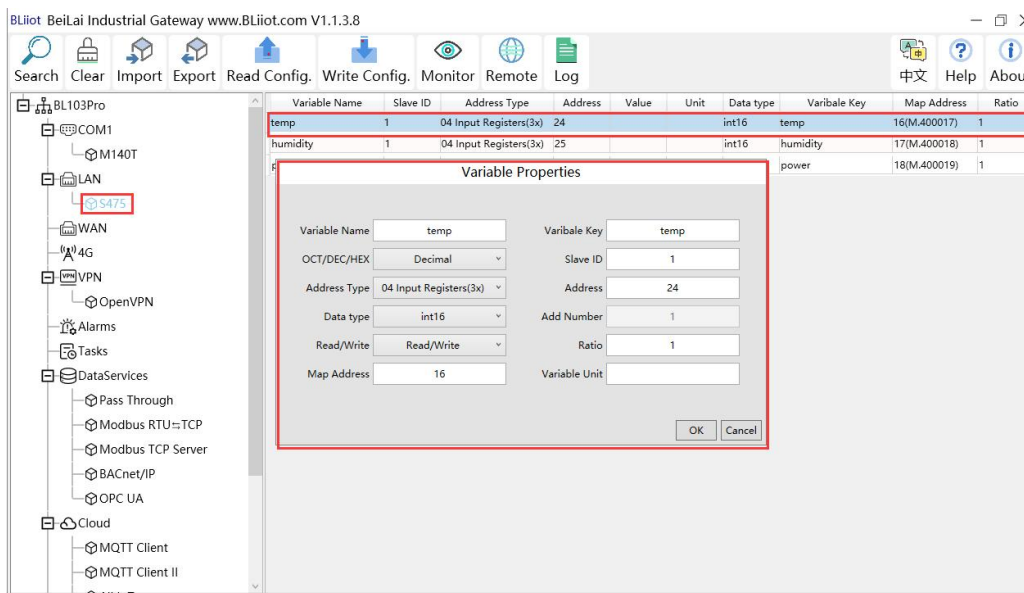 BLiiot BeiLai Industrial Gateway www.BLiiot.com V1.1.3.8
Search Clear Import Export Read Config. Write Config. Monitor Remote Log 中文 Help Abou
Variable Name Slave ID Address Type Address Value Unit Data type Varibale Key Map Address Ratio
temp 1 04 Input Registers(3x) 24 int16 temp 16(M.400017) 1
humidity 1 04 Input Registers(3x) 25 int16 humidity 17(M.400018) 1
power 18(M.400019) 1
BL103Pro
COM1
M140T
LAN
S475
WAN
4G
VPN
OpenVPN
Alarms
Tasks
DataServices
Pass Through
Modbus RTU⇆TCP
Modbus TCP Server
BACnet/IP
OPC UA
Cloud
MQTT Client
MQTT Client II
Variable Properties
Variable Name temp Varibale Key temp
OCT/DEC/HEX Decimal Slave ID 1
Address Type 04 Input Registers(3x) Address 24
Data type int16 Add Number 1
Read/Write Read/Write Ratio 1
Map Address 16 Variable Unit
OK Cancel